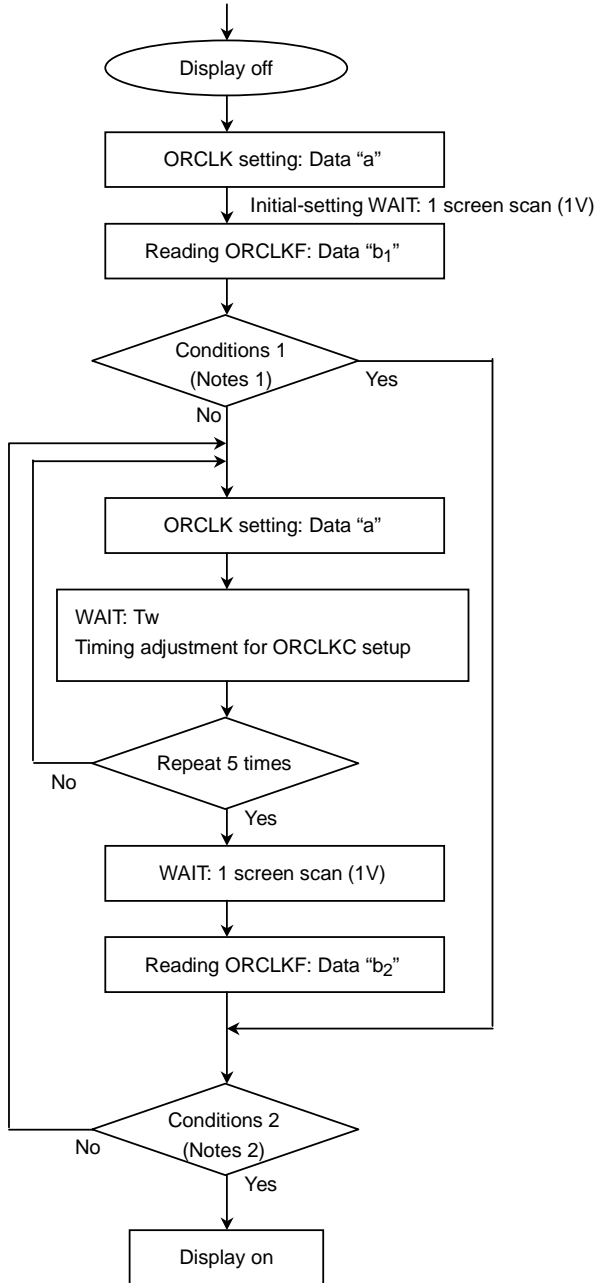 Display off
ORCLK setting: Data “a”
Initial-setting WAIT: 1 screen scan (1V)
Reading ORCLKF: Data “b1”
Conditions 1
(Notes 1)
Yes
No
ORCLK setting: Data “a”
WAIT: Tw
Timing adjustment for ORCLKC setup
Repeat 5 times
No
Yes
WAIT: 1 screen scan (1V)
Reading ORCLKF: Data “b2”
Conditions 2
(Notes 2)
No
Yes
Display on